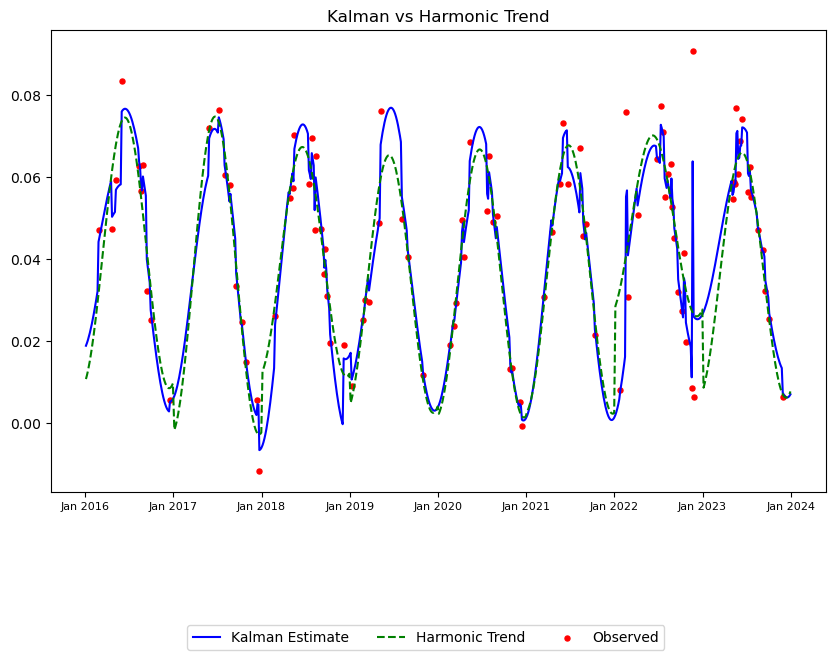 Kalman vs Harmonic Trend
0.08
0.06
0.04
0.02
0.00
Jan 2016 Jan 2017 Jan 2018 Jan 2019 Jan 2020 Jan 2021 Jan 2022 Jan 2023 Jan 2024
Kalman Estimate Harmonic Trend Observed